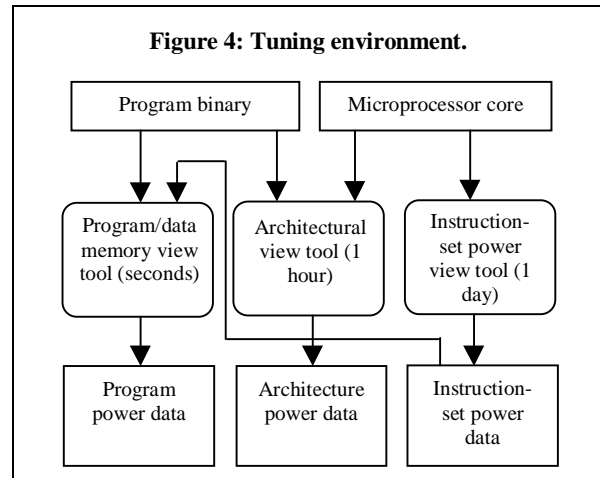 Figure 4: Tuning environment.
Program binary
Microprocessor core
Program/data
memory view
tool (seconds)
Architectural
view tool (1
hour)
Instruction-
set power
view tool (1
day)
Program
power data
Architecture
power data
Instruction-
set power
data